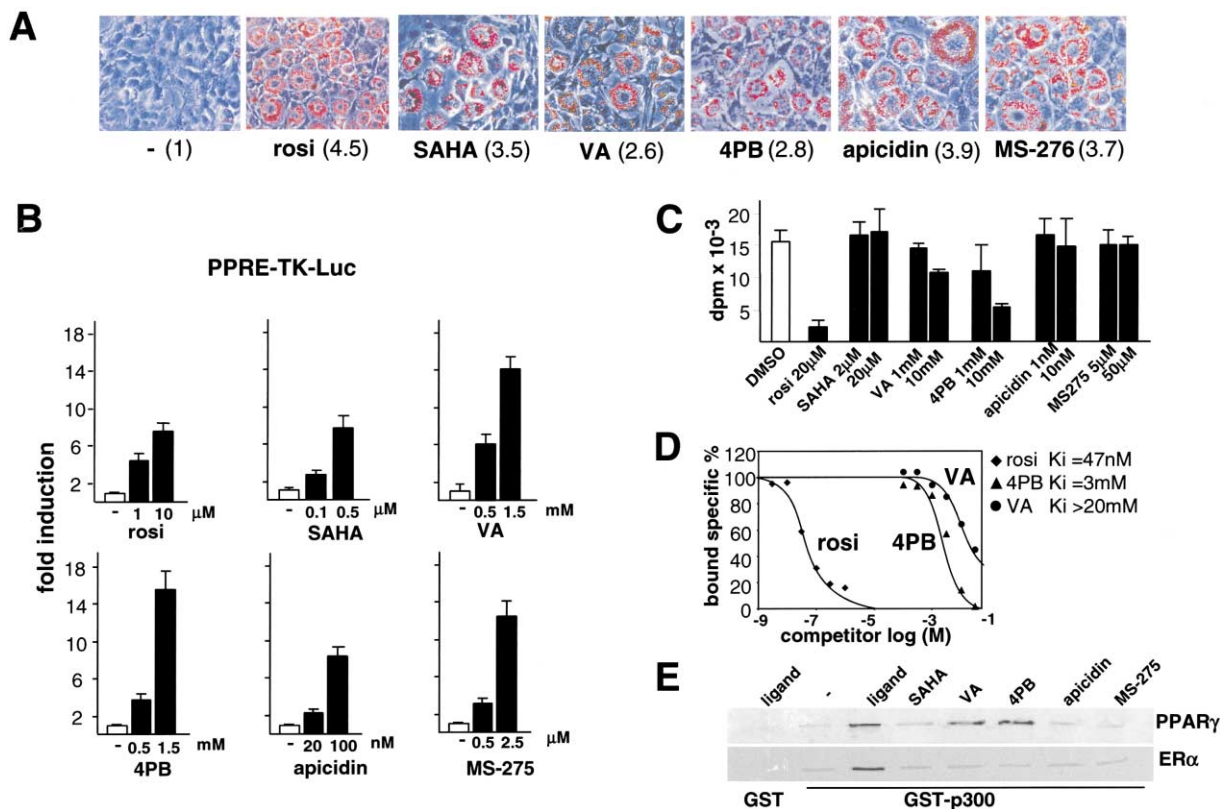 A
- (1)
rosi (4.5)
SAHA (3.5)
VA (2.6)
4PB (2.8)
apicidin (3.9)
MS-276 (3.7)
B
PPRE-TK-Luc
fold induction
18
14
10
6
2
- 1 10 μM
rosi
- 0.1 0.5 μM
SAHA
- 0.5 1.5 mM
VA
18
14
10
6
2
- 0.5 1.5 mM
4PB
- 20 100 nM
apicidin
- 0.5 2.5 μM
MS-275
C
dpm x 10-3
20
15
10
5
DMSO
rosi 20μM
SAHA 2μM
20μM
VA 1mM
10mM
4PB 1mM
10mM
apicidin 1nM
10nM
MS275 5μM
50μM
D
bound specific %
120
100
80
60
40
20
0
-9 -7 -5 -3 -1
competitor log (M)
rosi
4PB
VA
◆ rosi Ki =47nM
▲ 4PB Ki =3mM
● VA Ki >20mM
E
ligand
-
ligand
SAHA
VA
4PB
apicidin
MS-275
PPARγ
ERα
GST
GST-p300